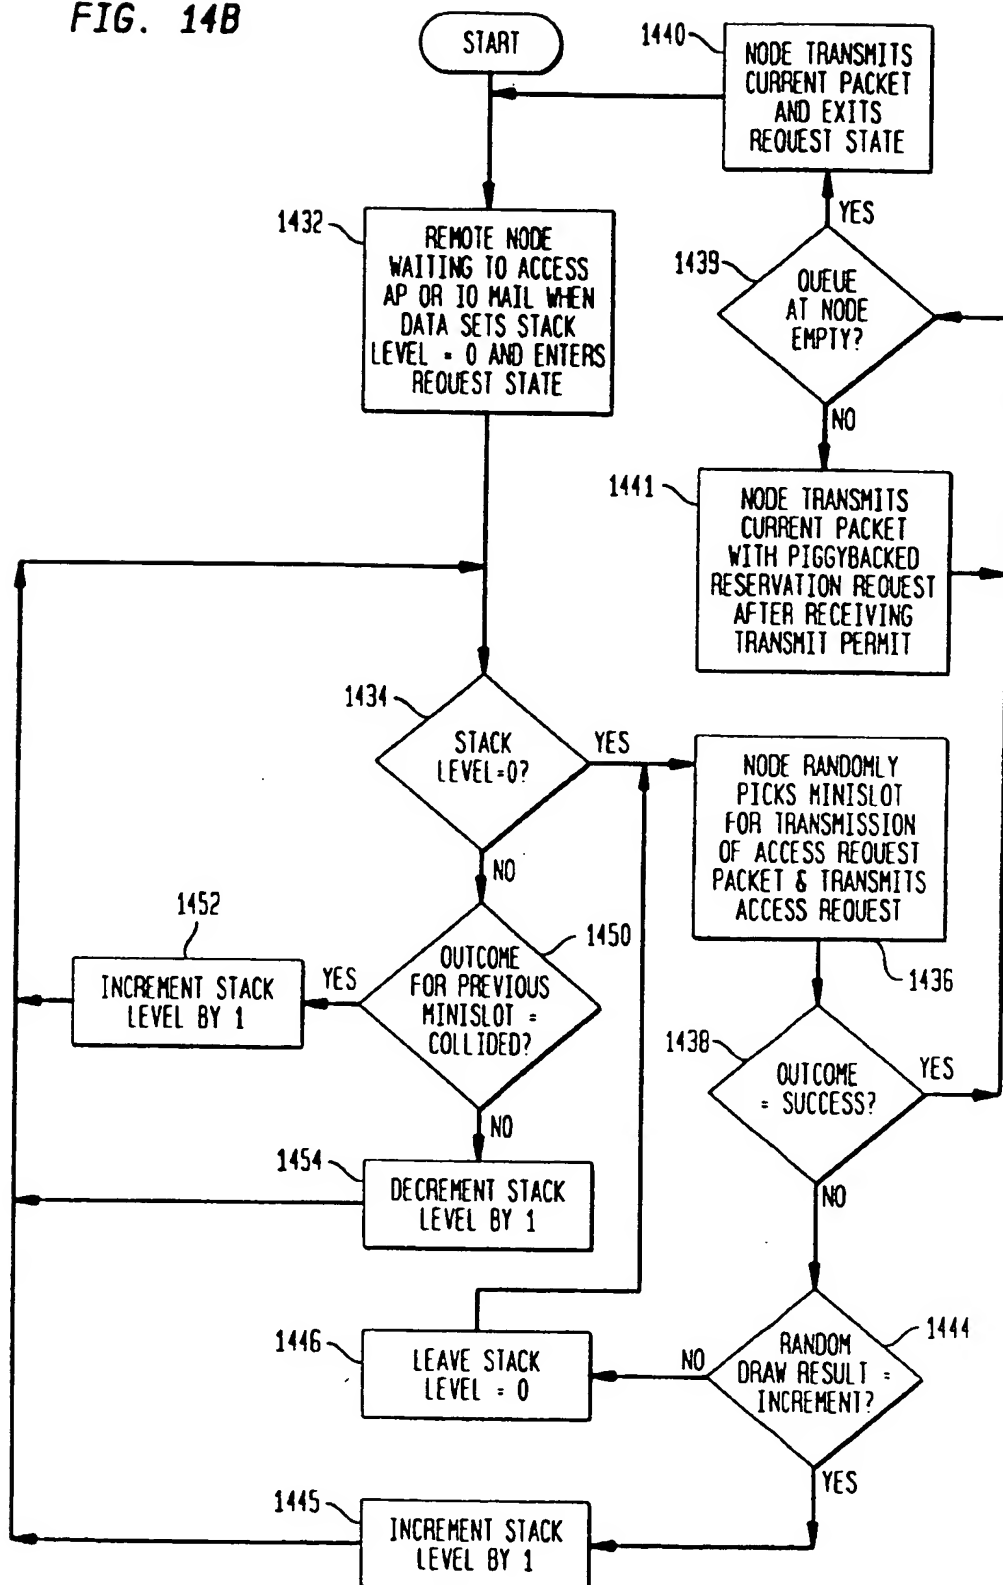 FIG. 14B
START
1440
NODE TRANSMITS
CURRENT PACKET
AND EXITS
REQUEST STATE
1432
REMOTE NODE
WAITING TO ACCESS
AP OR IO MAIL WHEN
DATA SETS STACK
LEVEL = 0 AND ENTERS
REQUEST STATE
YES
1439
QUEUE
AT NODE
EMPTY?
NO
1441
NODE TRANSMITS
CURRENT PACKET
WITH PIGGYBACKED
RESERVATION REQUEST
AFTER RECEIVING
TRANSMIT PERMIT
1434
STACK
LEVEL=0?
YES
NO
NODE RANDOMLY
PICKS MINISLOT
FOR TRANSMISSION
OF ACCESS REQUEST
PACKET & TRANSMITS
ACCESS REQUEST
1436
1452
INCREMENT STACK
LEVEL BY 1
YES
1450
OUTCOME
FOR PREVIOUS
MINISLOT =
COLLIDED?
NO
1438
OUTCOME
= SUCCESS?
YES
NO
1454
DECREMENT STACK
LEVEL BY 1
1446
LEAVE STACK
LEVEL = 0
NO
1444
RANDOM
DRAW RESULT =
INCREMENT?
YES
1445
INCREMENT STACK
LEVEL BY 1